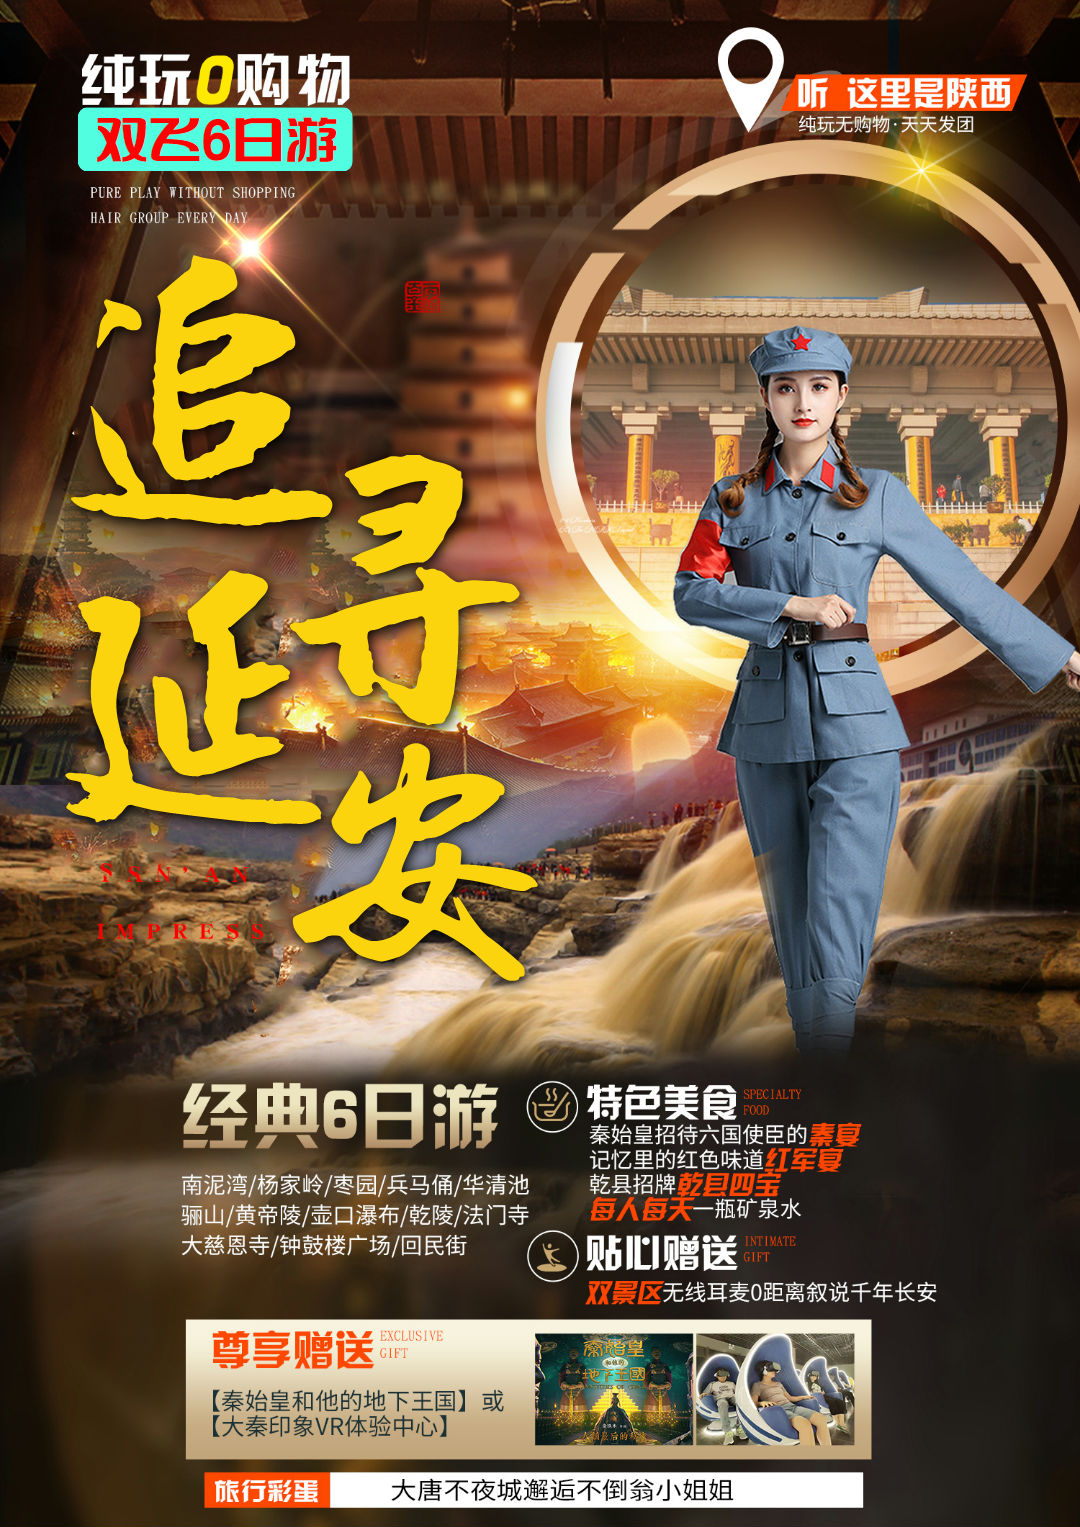 纯玩0购物
双飞6日游
PURE PLAY WITHOUT SHOPPING
HAIR GROUP EVERY DAY
听 这里是陕西
纯玩无购物·天天发团
追寻
延安
SSN'AN
IMPRESS
经典6日游
南泥湾/杨家岭/枣园/兵马俑/华清池
骊山/黄帝陵/壶口瀑布/乾陵/法门寺
大慈恩寺/钟鼓楼广场/回民街
特色美食
SPECIALTY
FOOD
秦始皇招待六国使臣的秦宴
记忆里的红色味道红军宴
乾县招牌乾县四宝
每人每天一瓶矿泉水
贴心赠送
INTIMATE
GIFT
双景区无线耳麦0距离叙说千年长安
尊享赠送
EXCLUSIVE
GIFT
【秦始皇和他的地下王国】或
【大秦印象VR体验中心】
秦始皇
和他的
地下王國
旅行彩蛋
大唐不夜城邂逅不倒翁小姐姐